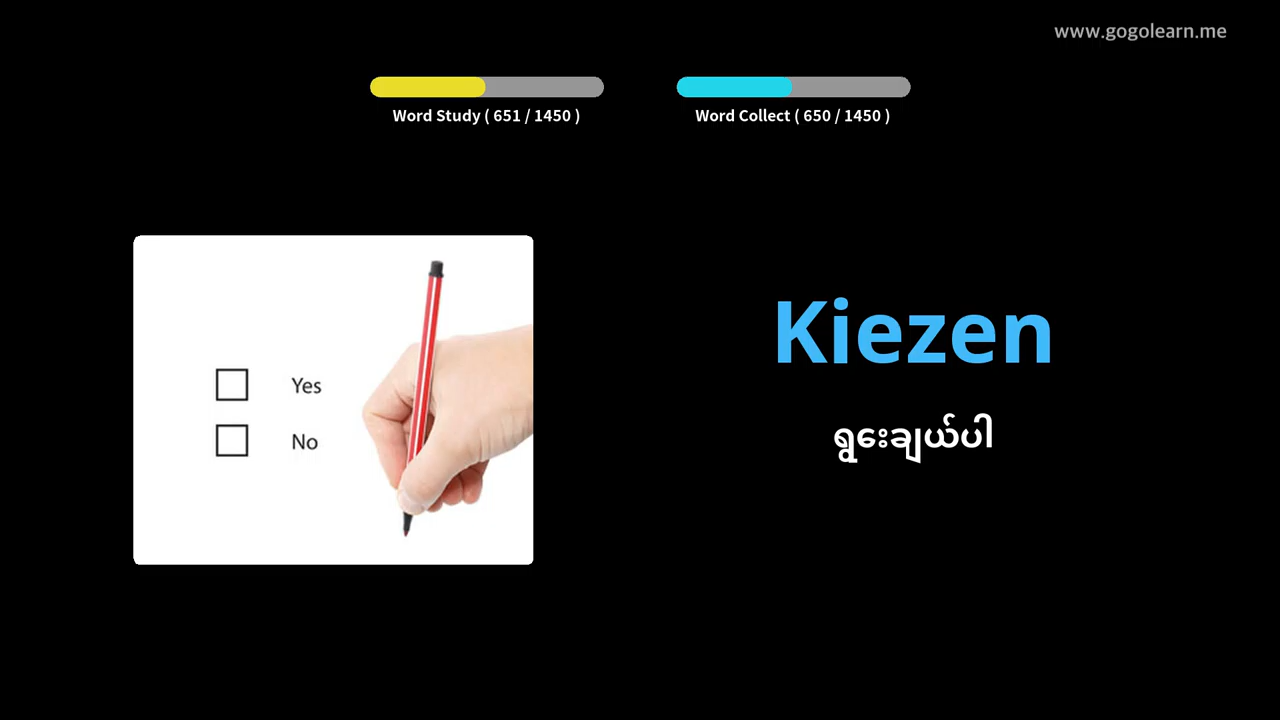 www.gogolearn.me
Word Study ( 651 / 1450 )
Word Collect ( 650 / 1450 )
Yes
No
Kiezen
ရွေးချယ်ပါ